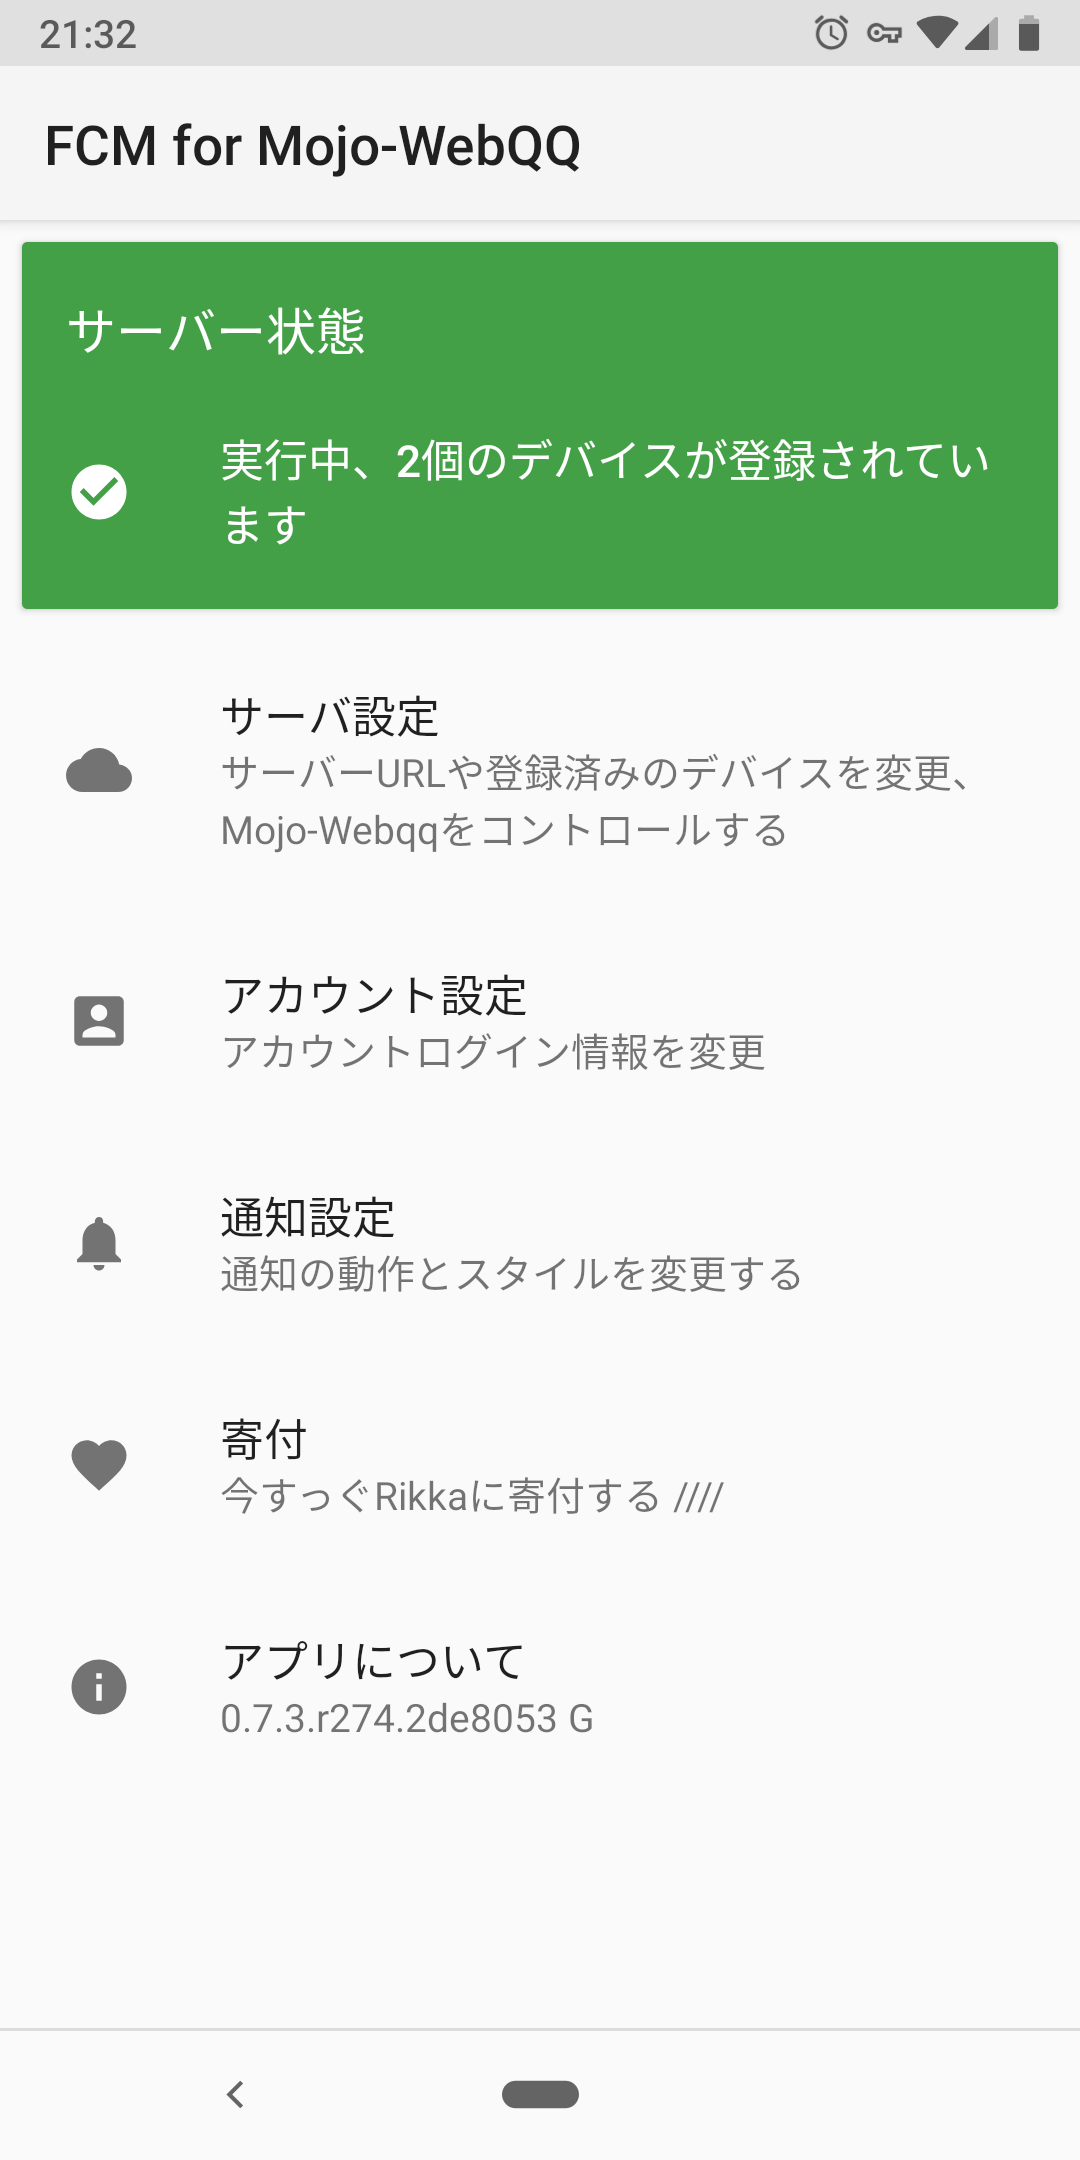 21:32
FCM for Mojo-WebQQ
サーバー状態
実行中、2個のデバイスが登録されてい
ます
サーバ設定
サーバーURLや登録済みのデバイスを変更、
Mojo-Webqqをコントロールする
アカウント設定
アカウントログイン情報を変更
通知設定
通知の動作とスタイルを変更する
寄付
今すっぐRikkaに寄付する ////
アプリについて
0.7.3.r274.2de8053 G